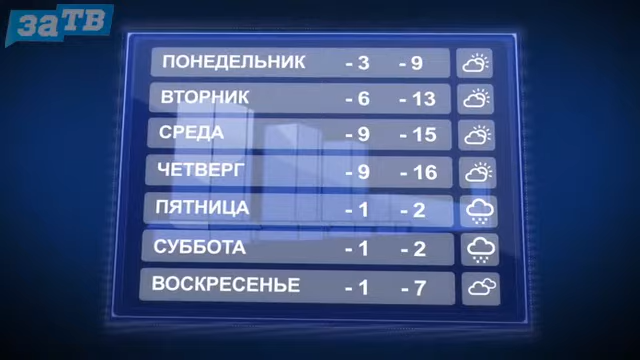 заТВ
ПОНЕДЕЛЬНИК - 3 - 9
ВТОРНИК - 6 - 13
СРЕДА - 9 - 15
ЧЕТВЕРГ - 9 - 16
ПЯТНИЦА - 1 - 2
СУББОТА - 1 - 2
ВОСКРЕСЕНЬЕ - 1 - 7